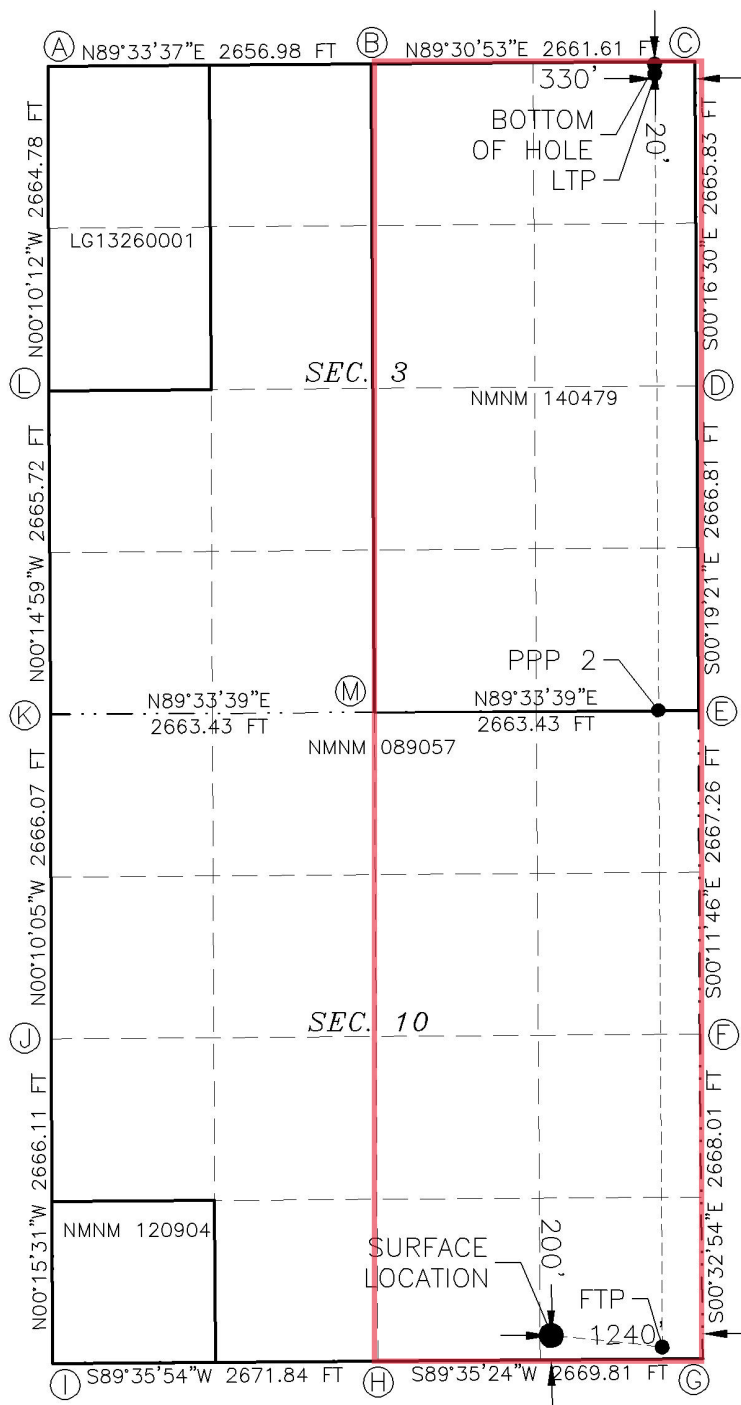 A N89°33'37"E 2656.98 FT B N89°30'53"E 2661.61 FT C
330'
BOTTOM
OF HOLE
LTP
20'
N00°10'12"W 2664.78 FT
S00°16'30"E 2665.83 FT
LG13260001
SEC. 3
L
D
NMNM 140479
N00°14'59"W 2665.72 FT
S00°19'21"E 2666.81 FT
PPP 2
K
N89°33'39"E
2663.43 FT
M
N89°33'39"E
2663.43 FT
E
NMNM 089057
N00°10'05"W 2666.07 FT
S00°11'46"E 2667.26 FT
SEC. 10
J
F
N00°15'31"W 2666.11 FT
S00°32'54"E 2668.01 FT
NMNM 120904
SURFACE
LOCATION
200'
FTP
1240'
I S89°35'54"W 2671.84 FT H S89°35'24"W 2669.81 FT G